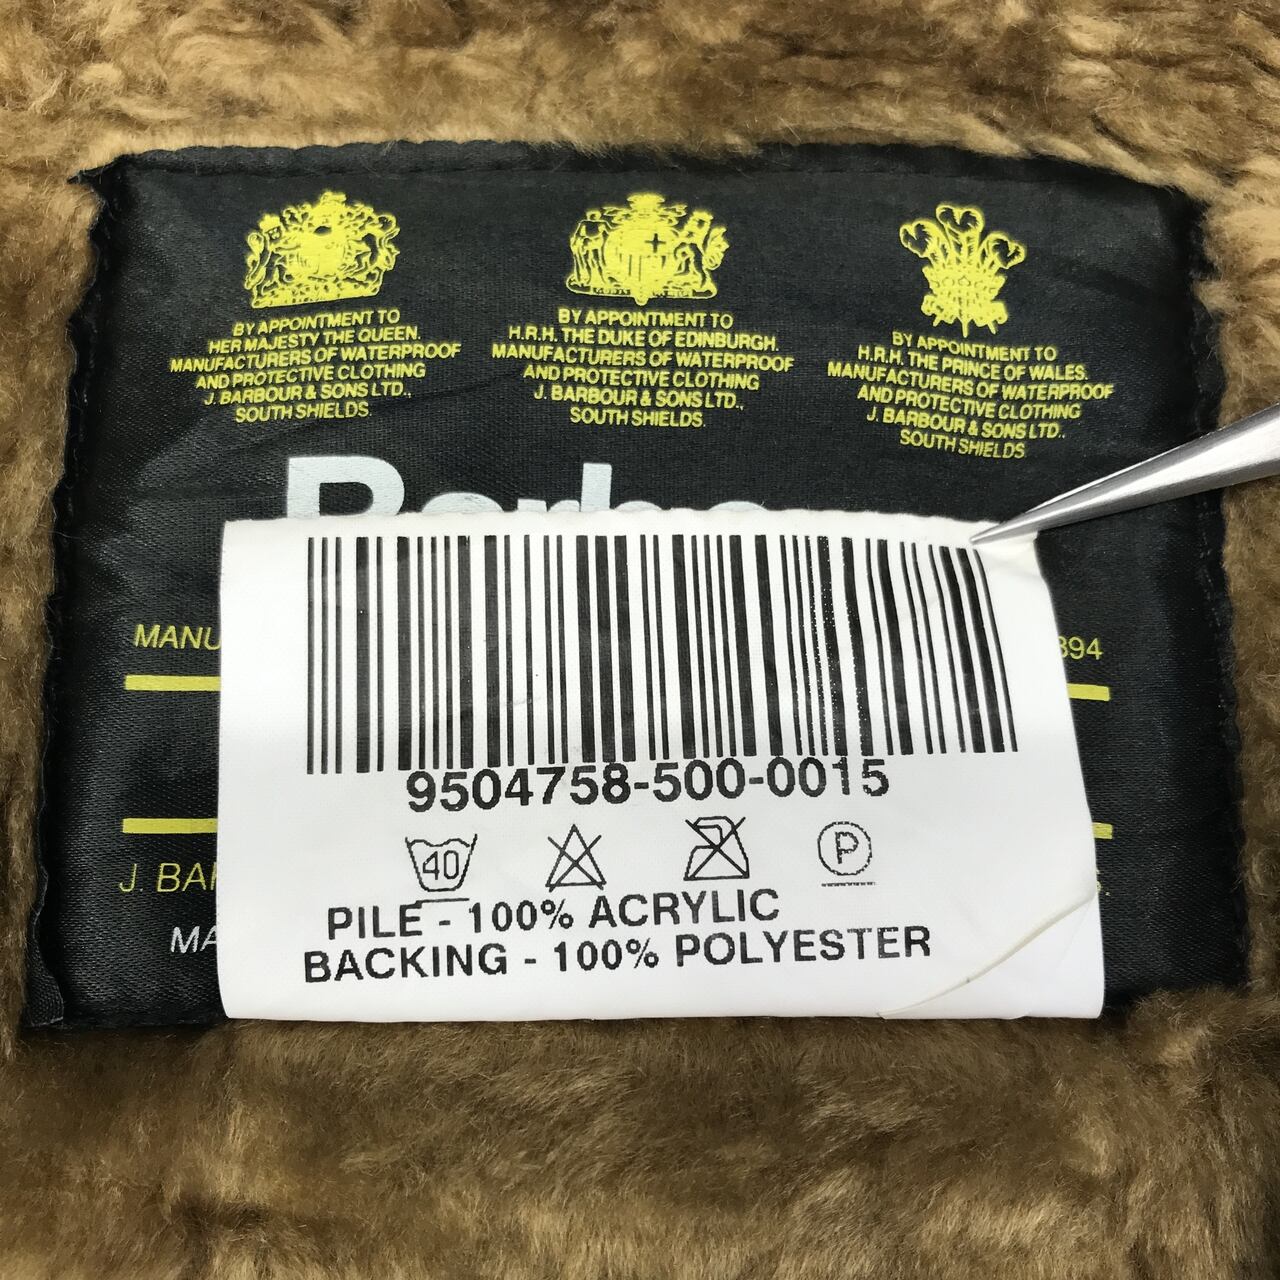 BY APPOINTMENT TO
HER MAJESTY THE QUEEN.
MANUFACTURERS OF WATERPROOF
AND PROTECTIVE CLOTHING
J. BARBOUR & SONS LTD.,
SOUTH SHIELDS.
BY APPOINTMENT TO
H.R.H. THE DUKE OF EDINBURGH.
MANUFACTURERS OF WATERPROOF
AND PROTECTIVE CLOTHING
J. BARBOUR & SONS LTD.,
SOUTH SHIELDS.
BY APPOINTMENT TO
H.R.H. THE PRINCE OF WALES.
MANUFACTURERS OF WATERPROOF
AND PROTECTIVE CLOTHING
J. BARBOUR & SONS LTD..
SOUTH SHIELDS
MANU
894
J. BAR
MA
9504758-500-0015
40
P
PILE - 100% ACRYLIC
BACKING - 100% POLYESTER